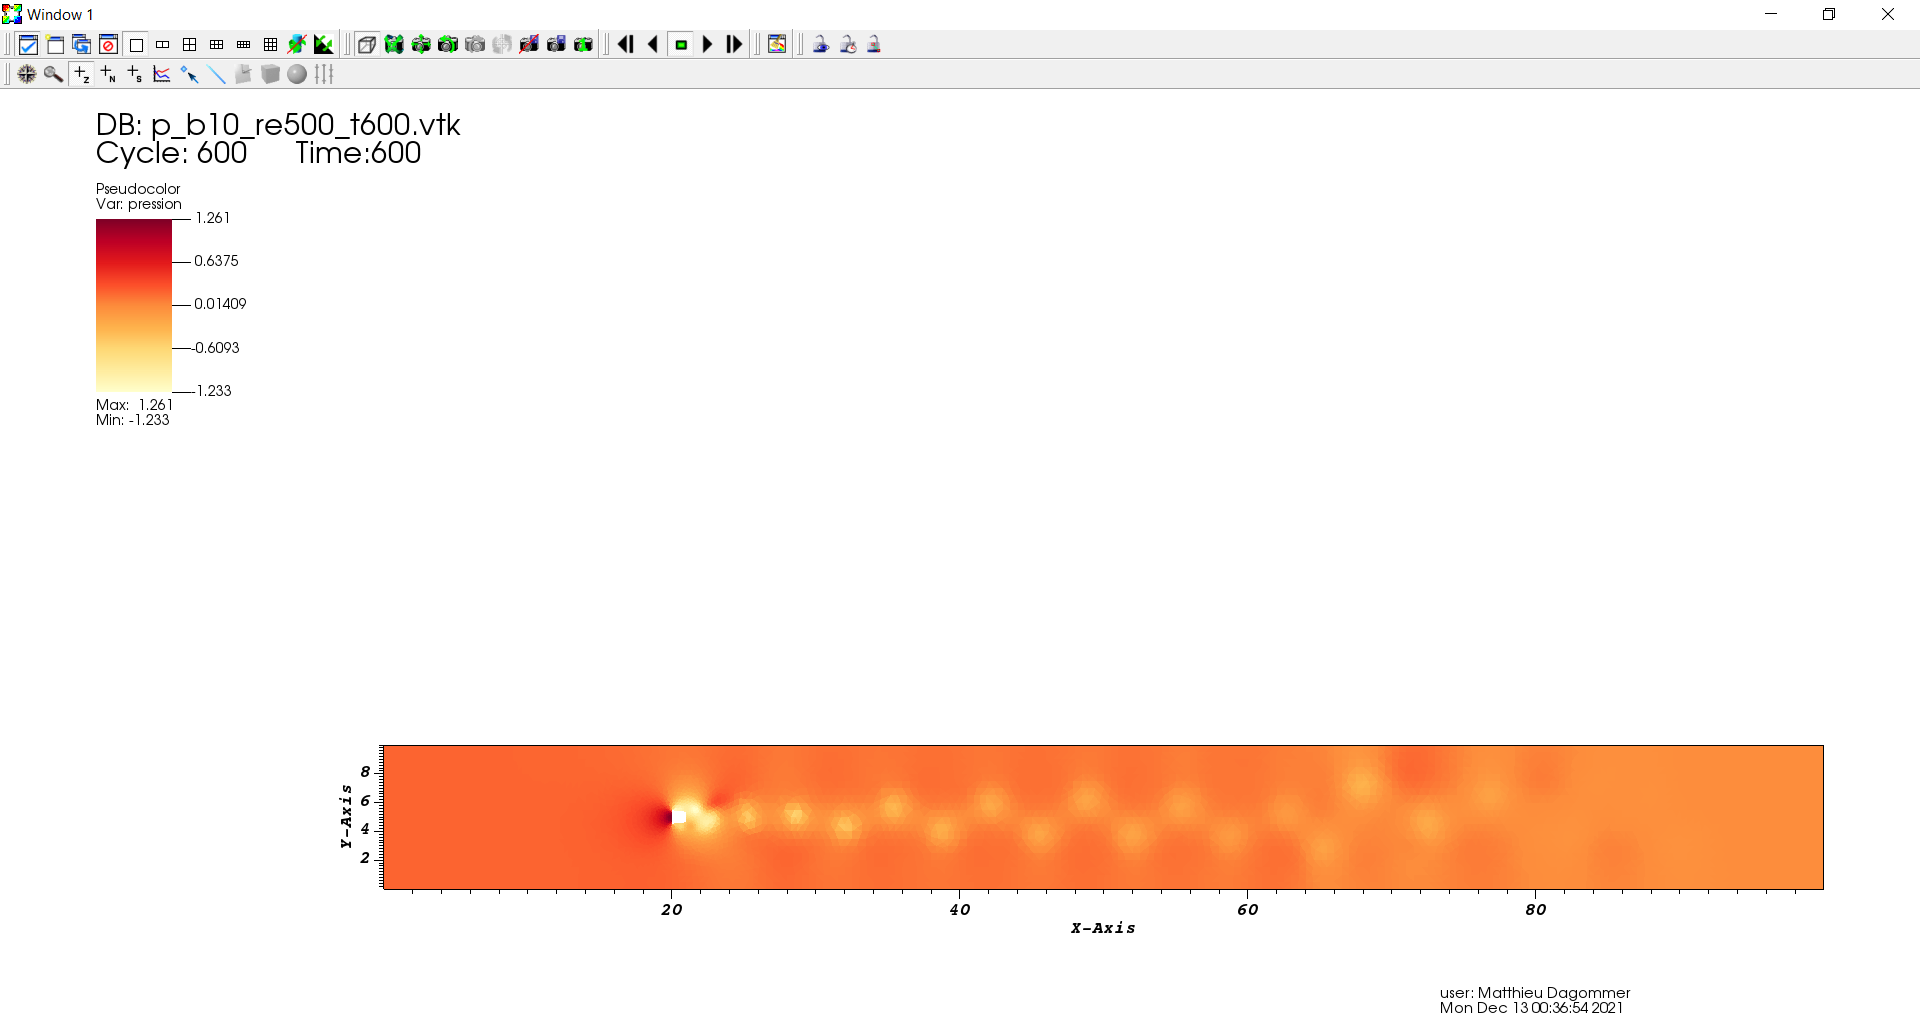 Window 1
DB: p_b10_re500_t600.vtk
Cycle: 600 Time:600
Pseudocolor
Var: pression
1.261
0.6375
0.01409
-0.6093
-1.233
Max: 1.261
Min: -1.233
8
6
4
2
Y-Axis
20 40 60 80
X-Axis
user: Matthieu Dagommer
Mon Dec 13 00:36:54 2021